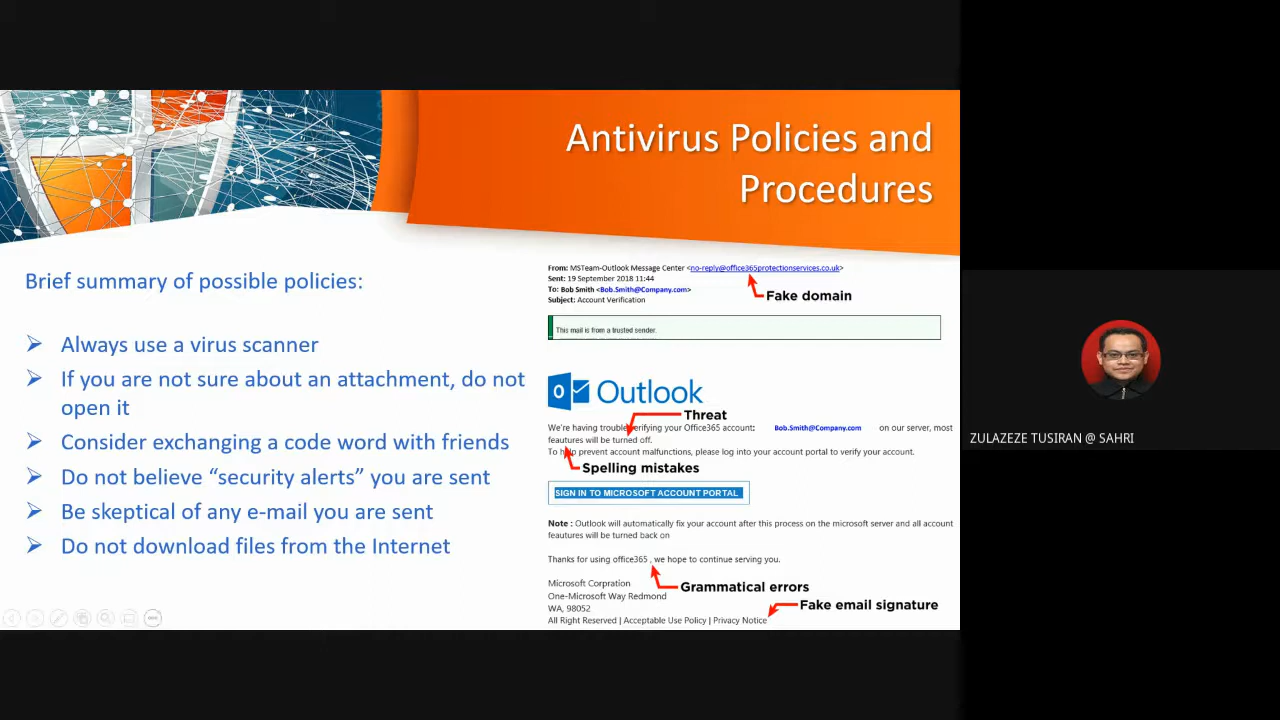 Antivirus Policies and
Procedures
Brief summary of possible policies:
Always use a virus scanner
If you are not sure about an attachment, do not
open it
Consider exchanging a code word with friends
Do not believe “security alerts” you are sent
Be skeptical of any e-mail you are sent
Do not download files from the Internet
From: MSTeam-Outlook Message Center <no-reply@office365protectionservices.co.uk>
Sent: 19 September 2018 11:44
To: Bob Smith <Bob.Smith@Company.com>
Subject: Account Verification
Fake domain
This mail is from a trusted sender.
Outlook
Threat
We're having trouble verifying your Office365 account: Bob.Smith@Company.com on our server, most
feautures will be turned off.
To help prevent account malfunctions, please log into your account portal to verify your account.
Spelling mistakes
SIGN IN TO MICROSOFT ACCOUNT PORTAL
Note : Outlook will automatically fix your account after this process on the microsoft server and all account
feautures will be turned back on
Thanks for using office365 , we hope to continue serving you.
Grammatical errors
Microsoft Corpration
One-Microsoft Way Redmond
WA, 98052
Fake email signature
All Right Reserved | Acceptable Use Policy | Privacy Notice
ZULAZEZE TUSIRAN @ SAHRI